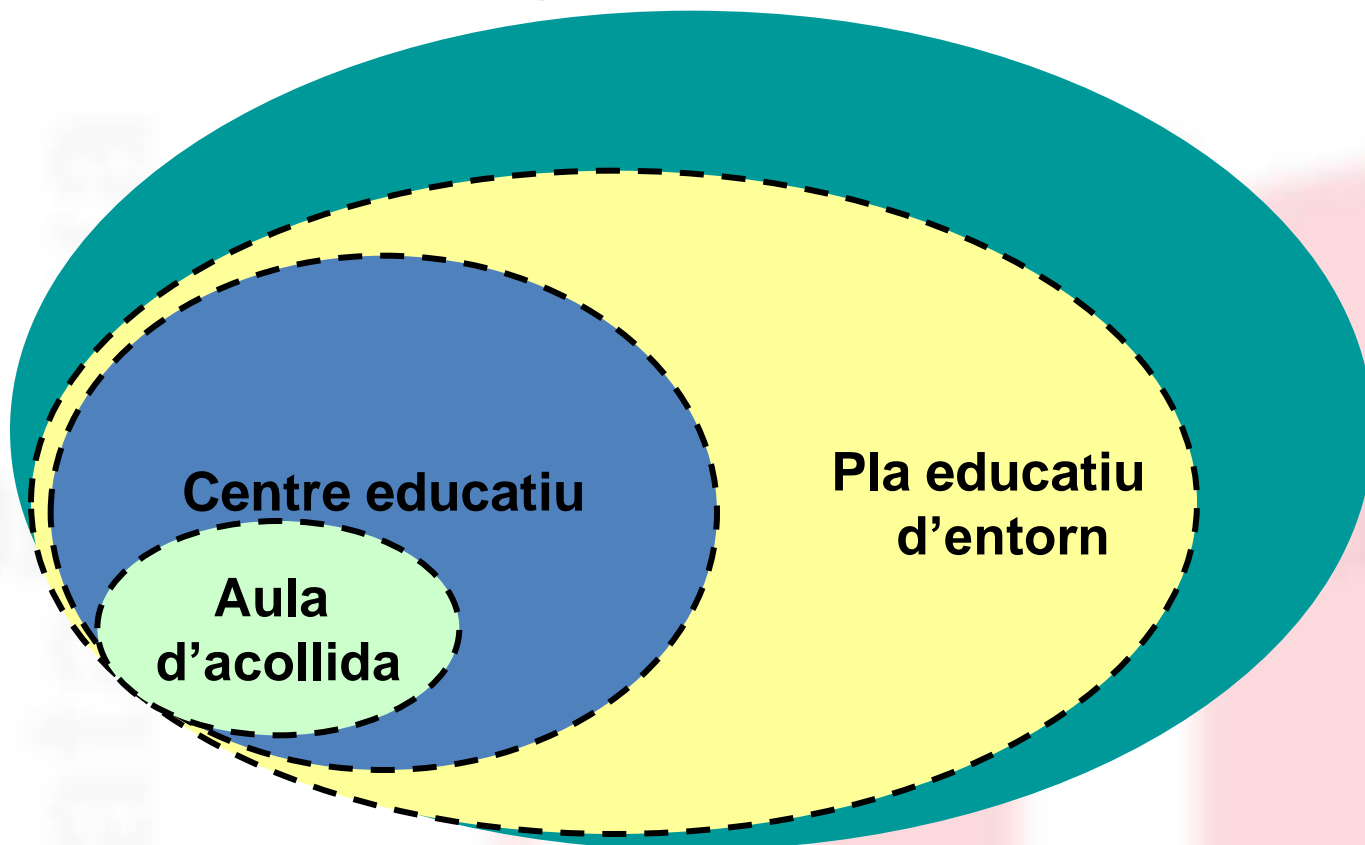 Centre educatiu
Pla educatiu
d’entorn
Aula
d’acollida